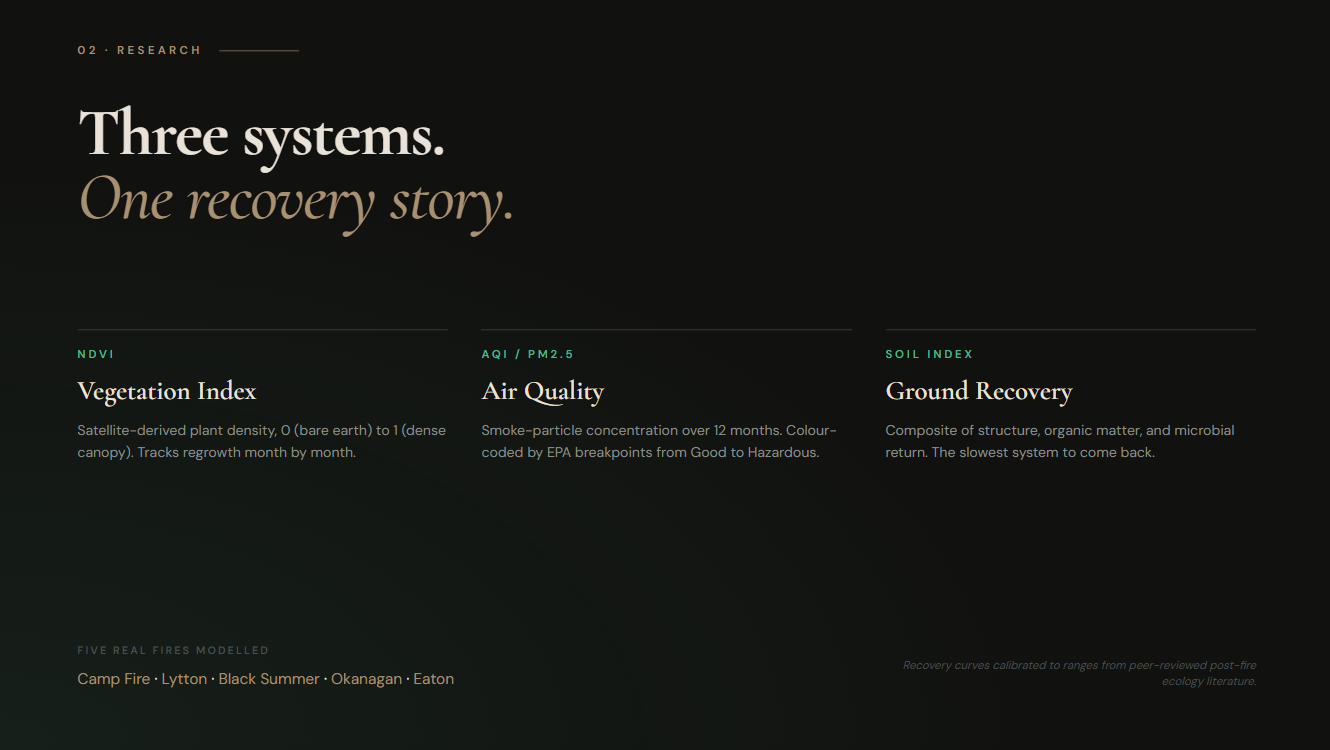 02 · RESEARCH
Three systems.
One recovery story.
NDVI
Vegetation Index
Satellite-derived plant density, 0 (bare earth) to 1 (dense
canopy). Tracks regrowth month by month.
AQI / PM2.5
Air Quality
Smoke-particle concentration over 12 months. Colour-
coded by EPA breakpoints from Good to Hazardous.
SOIL INDEX
Ground Recovery
Composite of structure, organic matter, and microbial
return. The slowest system to come back.
FIVE REAL FIRES MODELLED
Camp Fire · Lytton · Black Summer · Okanagan · Eaton
Recovery curves calibrated to ranges from peer-reviewed post-fire
ecology literature.